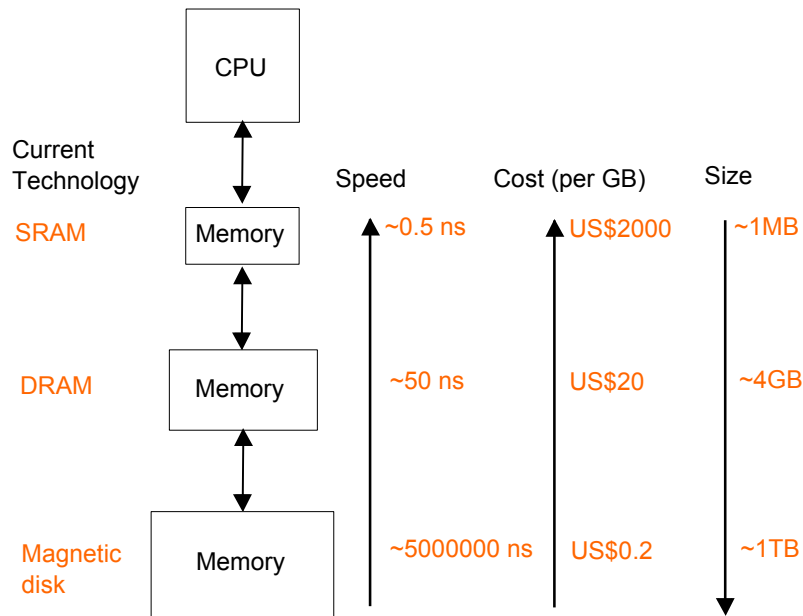 CPU
Current
Technology
Speed
Cost (per GB)
Size
SRAM
Memory
~0.5 ns
US$2000
~1MB
DRAM
Memory
~50 ns
US$20
~4GB
Magnetic
disk
Memory
~5000000 ns
US$0.2
~1TB